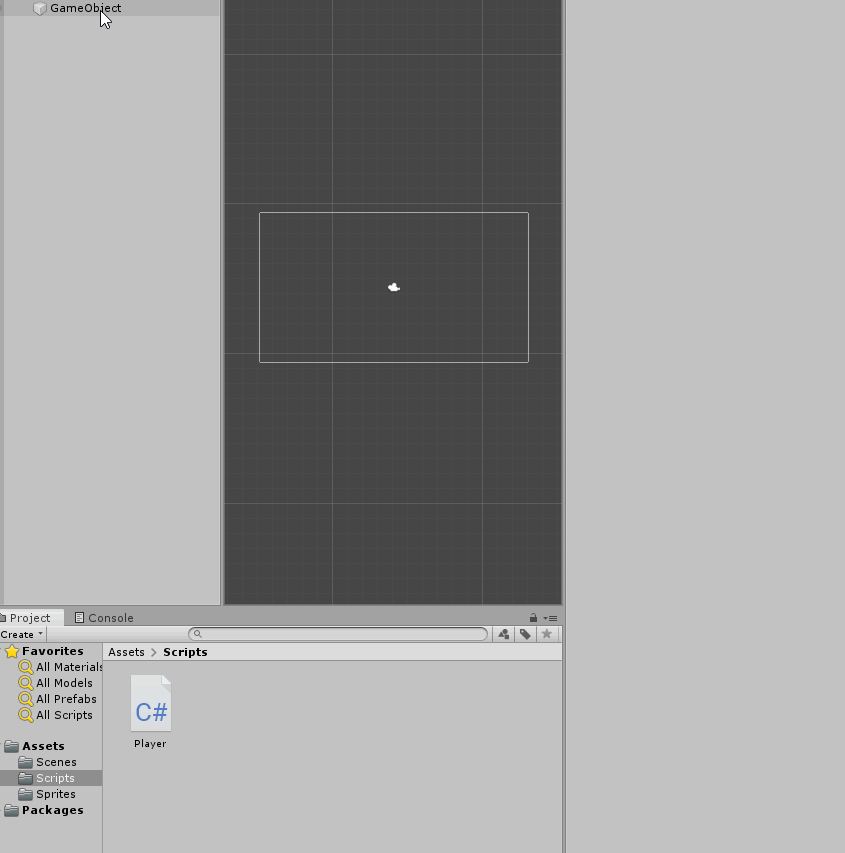 GameObject
Project
Console
Create
Favorites
Assets > Scripts
All Materials
All Models
All Prefabs
All Scripts
C#
Player
Assets
Scenes
Scripts
Sprites
Packages